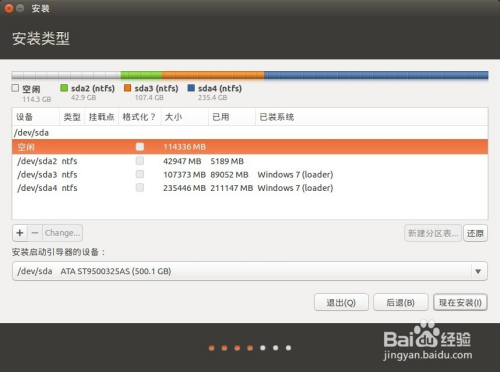 安装
安装类型
空闲 sda2 (ntfs) sda3 (ntfs) sda4 (ntfs)
114.3 GB 42.9 GB 107.4 GB 235.4 GB
设备 类型 挂载点 格式化？ 大小 已用 已装系统
/dev/sda
空闲 114336 MB
/dev/sda2 ntfs 42947 MB 5189 MB
/dev/sda3 ntfs 107373 MB 89052 MB Windows 7 (loader)
/dev/sda4 ntfs 235446 MB 211147 MB Windows 7 (loader)
+ − Change... 新建分区表... 还原
安装启动引导器的设备：
/dev/sda ATA ST9500325AS (500.1 GB)
退出(Q) 后退(B) 现在安装(I)
Baidu 经验
jingyan.baidu.com